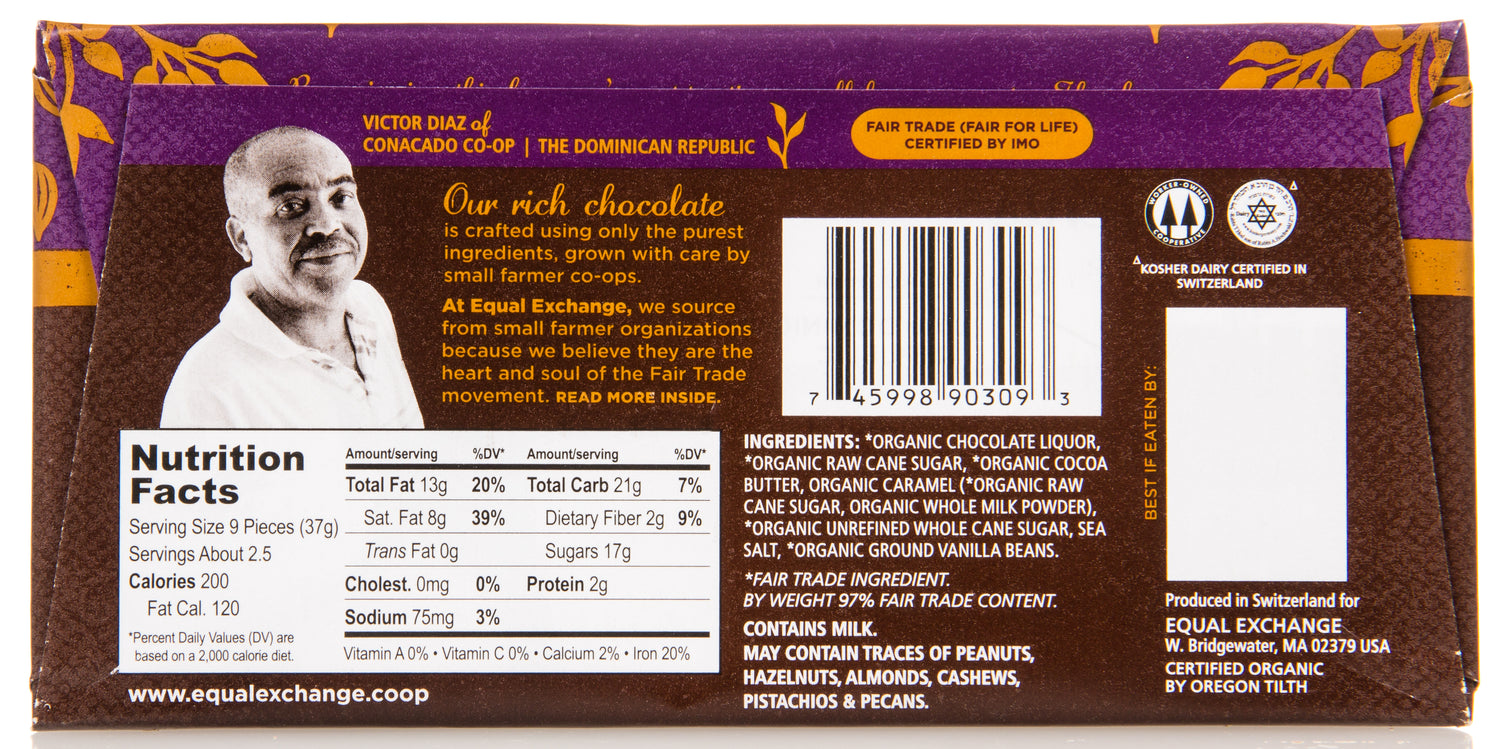 VICTOR DIAZ of
CONACADO CO-OP | THE DOMINICAN REPUBLIC
FAIR TRADE (FAIR FOR LIFE)
CERTIFIED BY IMO
Our rich chocolate
is crafted using only the purest
ingredients, grown with care by
small farmer co-ops.
At Equal Exchange, we source
from small farmer organizations
because we believe they are the
heart and soul of the Fair Trade
movement. READ MORE INSIDE.
7 45998 90309 3
WORKER-OWNED
COOPERATIVE
Dairy
KOSHER DAIRY CERTIFIED IN
SWITZERLAND
BEST IF EATEN BY:
Nutrition
Facts
Serving Size 9 Pieces (37g)
Servings About 2.5
Calories 200
Fat Cal. 120
*Percent Daily Values (DV) are
based on a 2,000 calorie diet.
Amount/serving %DV* Amount/serving %DV*
Total Fat 13g 20% Total Carb 21g 7%
Sat. Fat 8g 39% Dietary Fiber 2g 9%
Trans Fat 0g Sugars 17g
Cholest. 0mg 0% Protein 2g
Sodium 75mg 3%
Vitamin A 0% • Vitamin C 0% • Calcium 2% • Iron 20%
www.equalexchange.coop
INGREDIENTS: *ORGANIC CHOCOLATE LIQUOR,
*ORGANIC RAW CANE SUGAR, *ORGANIC COCOA
BUTTER, ORGANIC CARAMEL (*ORGANIC RAW
CANE SUGAR, ORGANIC WHOLE MILK POWDER),
*ORGANIC UNREFINED WHOLE CANE SUGAR, SEA
SALT, *ORGANIC GROUND VANILLA BEANS.
*FAIR TRADE INGREDIENT.
BY WEIGHT 97% FAIR TRADE CONTENT.
CONTAINS MILK.
MAY CONTAIN TRACES OF PEANUTS,
HAZELNUTS, ALMONDS, CASHEWS,
PISTACHIOS & PECANS.
Produced in Switzerland for
EQUAL EXCHANGE
W. Bridgewater, MA 02379 USA
CERTIFIED ORGANIC
BY OREGON TILTH